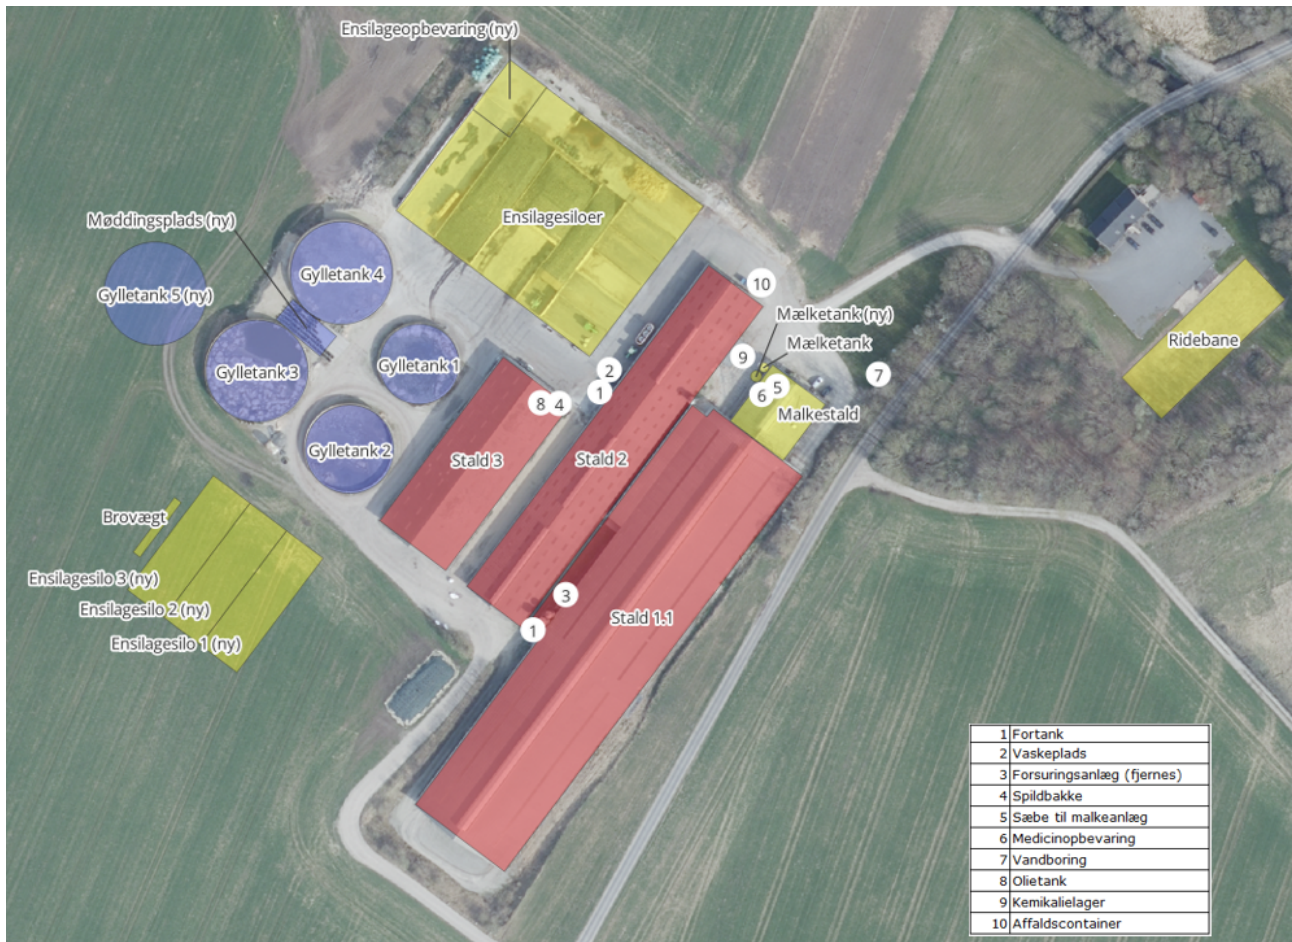 Ensilageopbevaring (ny)
Møddingsplads (ny)
Ensilagesiloer
Gylletank 4
Gylletank 5 (ny)
10
Mælketank (ny)
Mælketank
Ridebane
9
Gylletank 1
Gylletank 3
2
7
1
5
6
8
4
Malkestald
Gylletank 2
Stald 3
Stald 2
Brovægt
Ensilagesilo 3 (ny)
3
Ensilagesilo 2 (ny)
Stald 1.1
1
Ensilagesilo 1 (ny)
1 Fortank
2 Vaskeplads
3 Forsuringsanlæg (fjernes)
4 Spildbakke
5 Sæbe til malkeanlæg
6 Medicinopbevaring
7 Vandboring
8 Olietank
9 Kemikalielager
10 Affaldscontainer